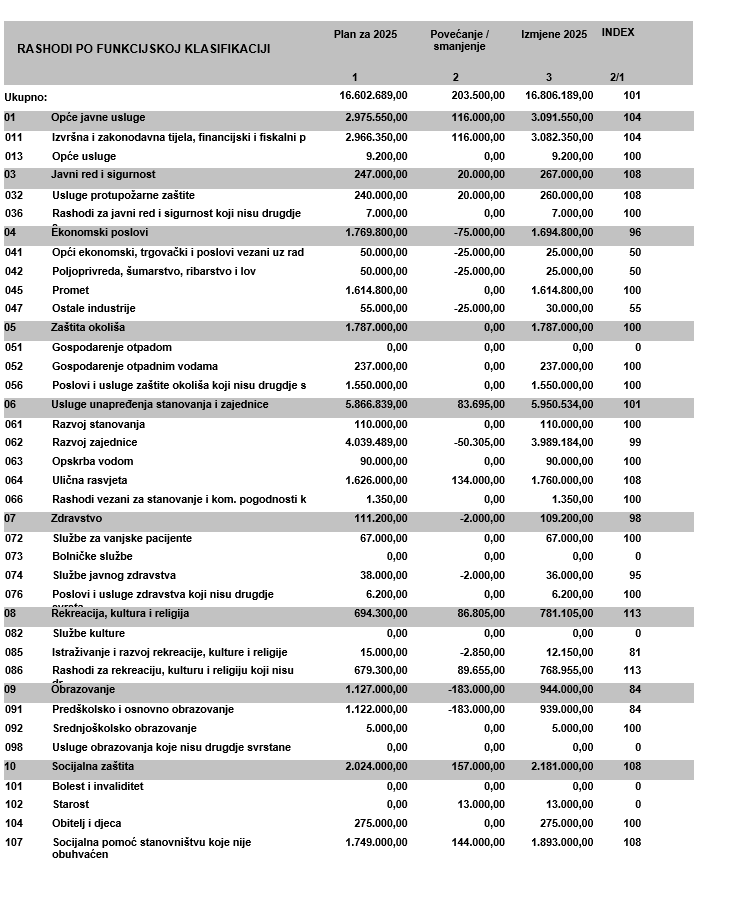 RASHODI PO FUNKCIJSKOJ KLASIFIKACIJI Plan za 2025 Povećanje / smanjenje Izmjene 2025 INDEX
1 2 3 2/1
Ukupno: 16.602.689,00 203.500,00 16.806.189,00 101
01 Opće javne usluge 2.975.550,00 116.000,00 3.091.550,00 104
011 Izvršna i zakonodavna tijela, financijski i fiskalni p 2.966.350,00 116.000,00 3.082.350,00 104
013 Opće usluge 9.200,00 0,00 9.200,00 100
03 Javni red i sigurnost 247.000,00 20.000,00 267.000,00 108
032 Usluge protupožarne zaštite 240.000,00 20.000,00 260.000,00 108
036 Rashodi za javni red i sigurnost koji nisu drugdje 7.000,00 0,00 7.000,00 100
04 Ekonomski poslovi 1.769.800,00 -75.000,00 1.694.800,00 96
041 Opći ekonomski, trgovački i poslovi vezani uz rad 50.000,00 -25.000,00 25.000,00 50
042 Poljoprivreda, šumarstvo, ribarstvo i lov 50.000,00 -25.000,00 25.000,00 50
045 Promet 1.614.800,00 0,00 1.614.800,00 100
047 Ostale industrije 55.000,00 -25.000,00 30.000,00 55
05 Zaštita okoliša 1.787.000,00 0,00 1.787.000,00 100
051 Gospodarenje otpadom 0,00 0,00 0,00 0
052 Gospodarenje otpadnim vodama 237.000,00 0,00 237.000,00 100
056 Poslovi i usluge zaštite okoliša koji nisu drugdje s 1.550.000,00 0,00 1.550.000,00 100
06 Usluge unapređenja stanovanja i zajednice 5.866.839,00 83.695,00 5.950.534,00 101
061 Razvoj stanovanja 110.000,00 0,00 110.000,00 100
062 Razvoj zajednice 4.039.489,00 -50.305,00 3.989.184,00 99
063 Opskrba vodom 90.000,00 0,00 90.000,00 100
064 Ulična rasvjeta 1.626.000,00 134.000,00 1.760.000,00 108
066 Rashodi vezani za stanovanje i kom. pogodnosti k 1.350,00 0,00 1.350,00 100
07 Zdravstvo 111.200,00 -2.000,00 109.200,00 98
072 Službe za vanjske pacijente 67.000,00 0,00 67.000,00 100
073 Bolničke službe 0,00 0,00 0,00 0
074 Službe javnog zdravstva 38.000,00 -2.000,00 36.000,00 95
076 Poslovi i usluge zdravstva koji nisu drugdje 6.200,00 0,00 6.200,00 100
08 Rekreacija, kultura i religija 694.300,00 86.805,00 781.105,00 113
082 Službe kulture 0,00 0,00 0,00 0
085 Istraživanje i razvoj rekreacije, kulture i religije 15.000,00 -2.850,00 12.150,00 81
086 Rashodi za rekreaciju, kulturu i religiju koji nisu 679.300,00 89.655,00 768.955,00 113
09 Obrazovanje 1.127.000,00 -183.000,00 944.000,00 84
091 Predškolsko i osnovno obrazovanje 1.122.000,00 -183.000,00 939.000,00 84
092 Srednjoškolsko obrazovanje 5.000,00 0,00 5.000,00 100
098 Usluge obrazovanja koje nisu drugdje svrstane 0,00 0,00 0,00 0
10 Socijalna zaštita 2.024.000,00 157.000,00 2.181.000,00 108
101 Bolest i invaliditet 0,00 0,00 0,00 0
102 Starost 0,00 13.000,00 13.000,00 0
104 Obitelj i djeca 275.000,00 0,00 275.000,00 100
107 Socijalna pomoć stanovništvu koje nije 1.749.000,00 144.000,00 1.893.000,00 108
obuhvaćen